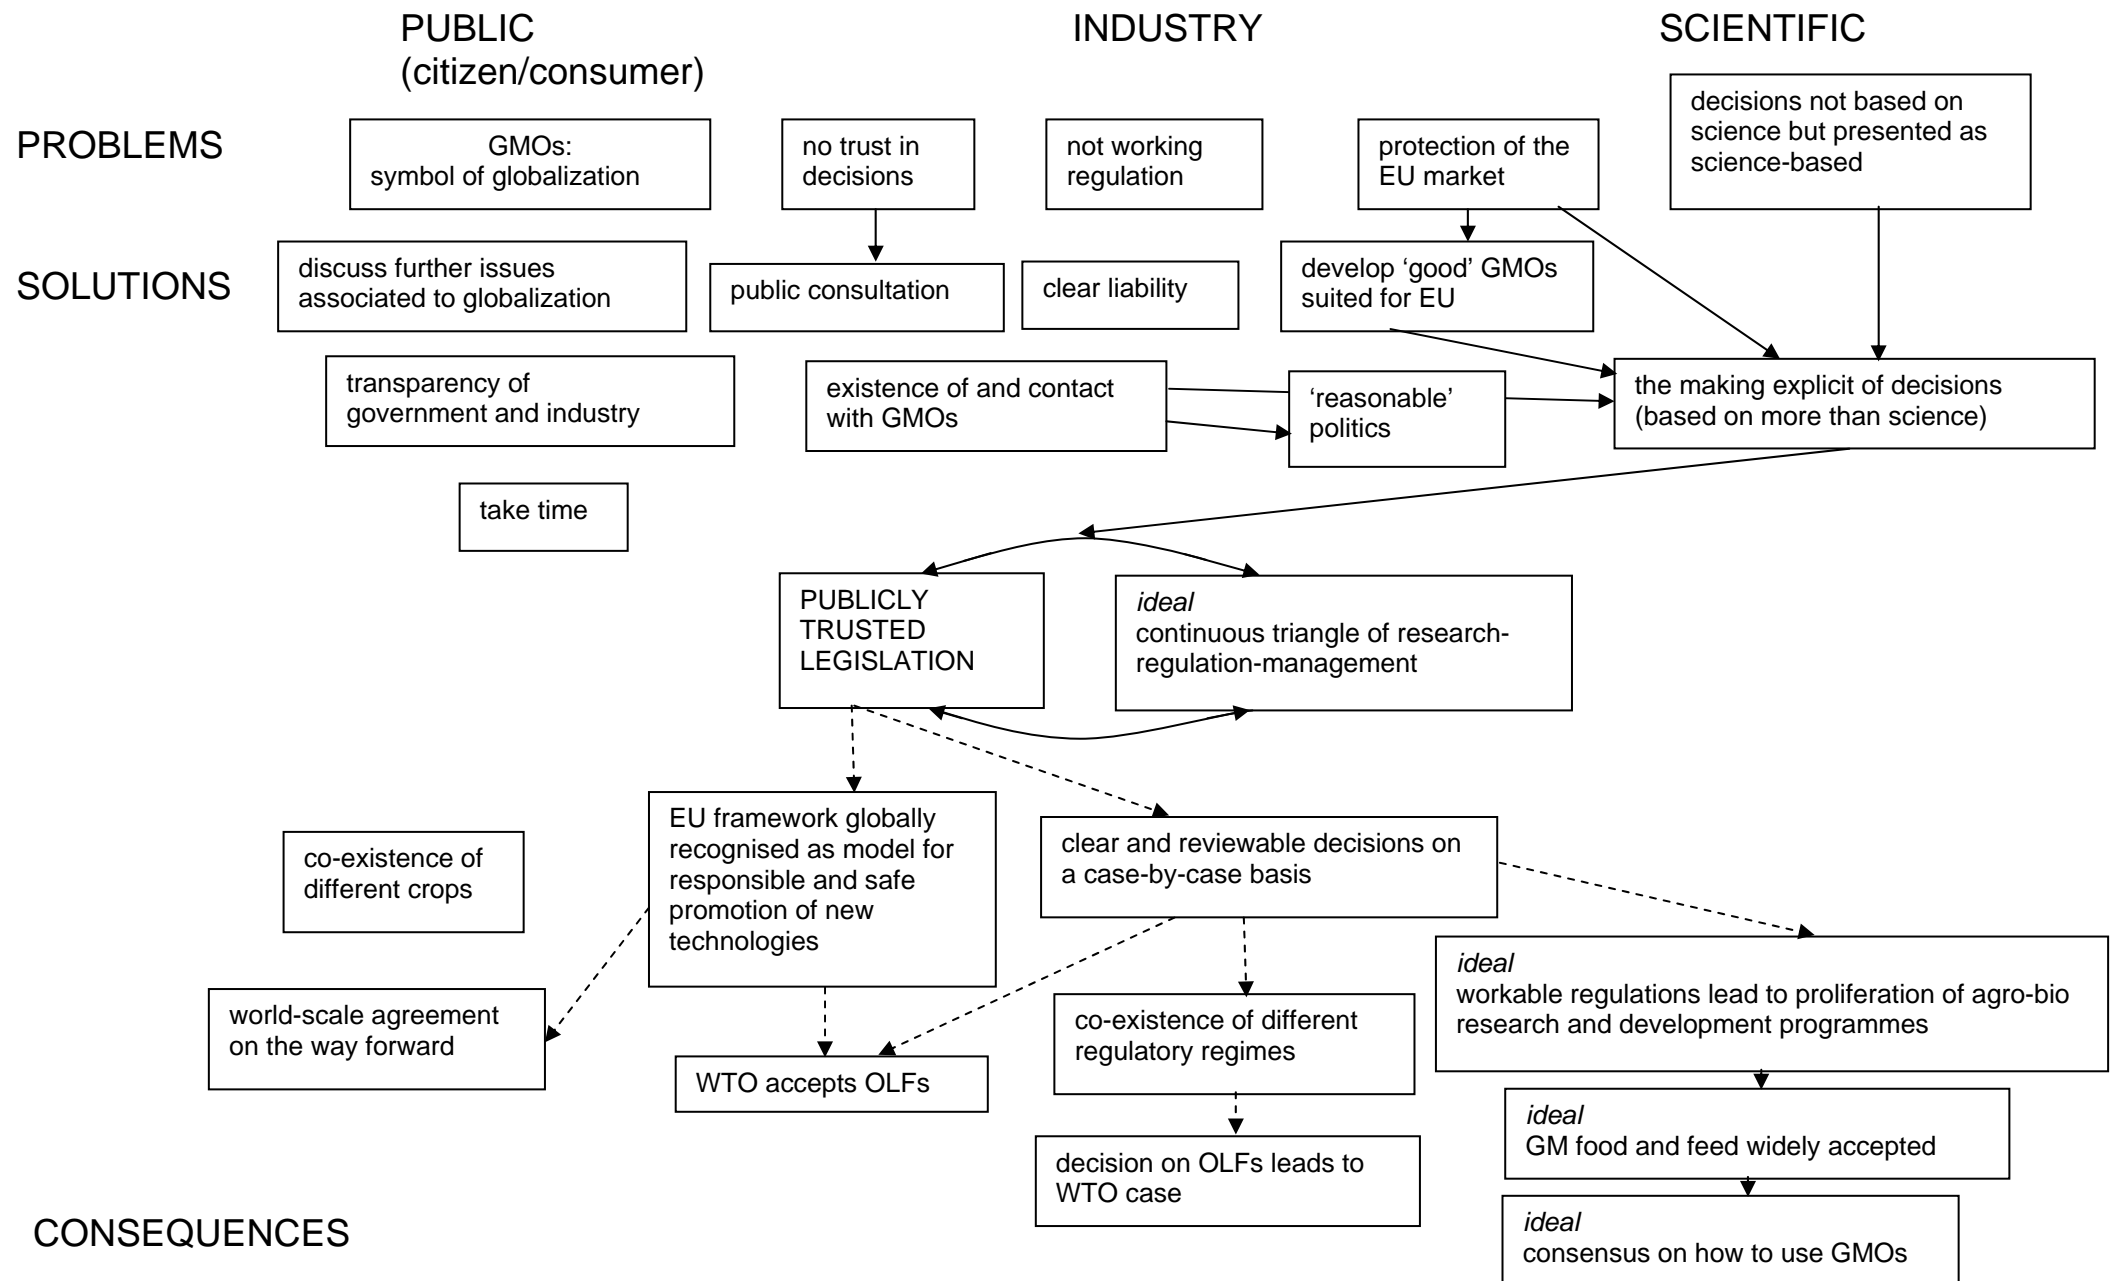 PUBLIC
(citizen/consumer)
INDUSTRY
SCIENTIFIC
PROBLEMS
GMOs:
symbol of globalization
no trust in
decisions
not working
regulation
protection of the
EU market
decisions not based on
science but presented as
science-based
SOLUTIONS
discuss further issues
associated to globalization
public consultation
clear liability
develop ‘good’ GMOs
suited for EU
transparency of
government and industry
existence of and contact
with GMOs
‘reasonable’
politics
the making explicit of decisions
(based on more than science)
take time
PUBLICLY
TRUSTED
LEGISLATION
ideal
continuous triangle of research-
regulation-management
co-existence of
different crops
EU framework globally
recognised as model for
responsible and safe
promotion of new
technologies
clear and reviewable decisions on
a case-by-case basis
ideal
workable regulations lead to proliferation of agro-bio
research and development programmes
world-scale agreement
on the way forward
WTO accepts OLFs
co-existence of different
regulatory regimes
ideal
GM food and feed widely accepted
decision on OLFs leads to
WTO case
ideal
consensus on how to use GMOs
CONSEQUENCES